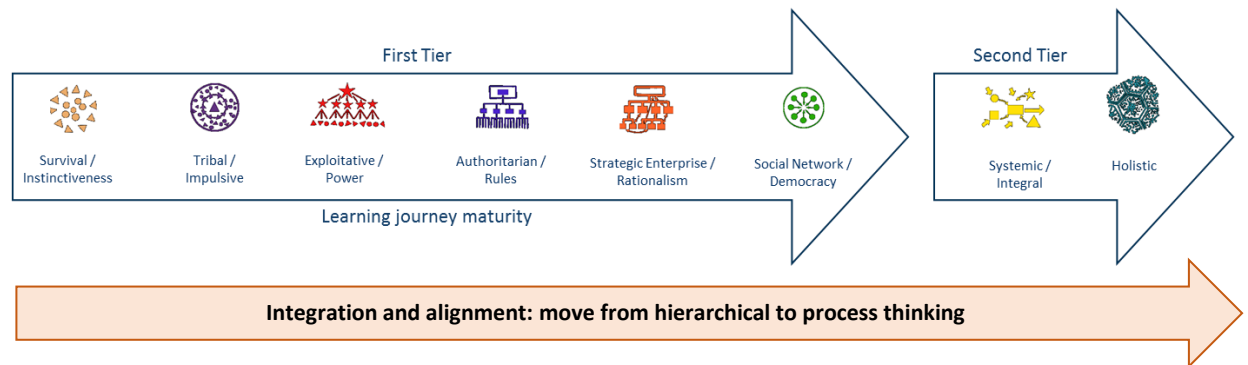 First Tier
Second Tier
Survival /
Instinctiveness
Tribal /
Impulsive
Exploitative /
Power
Authoritarian /
Rules
Strategic Enterprise /
Rationalism
Social Network /
Democracy
Systemic /
Integral
Holistic
Learning journey maturity
Integration and alignment: move from hierarchical to process thinking